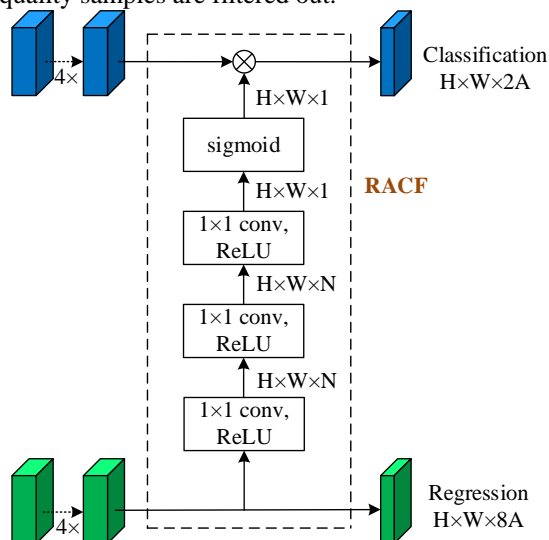 quality samples are filtered out.
4×
Classification
H×W×2A
H×W×1
sigmoid
H×W×1
RACF
1×1 conv,
ReLU
H×W×N
1×1 conv,
ReLU
H×W×N
1×1 conv,
ReLU
4×
Regression
H×W×8A